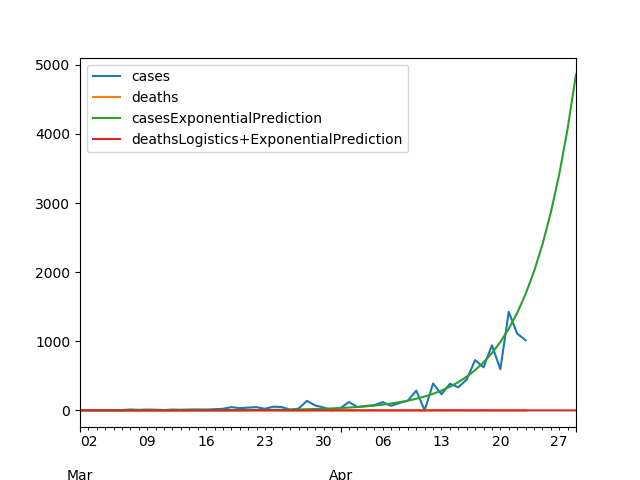 5000
4000
3000
2000
1000
0
cases
deaths
casesExponentialPrediction
deathsLogistics+ExponentialPrediction
02 09 16 23 30 06 13 20 27
Mar Apr